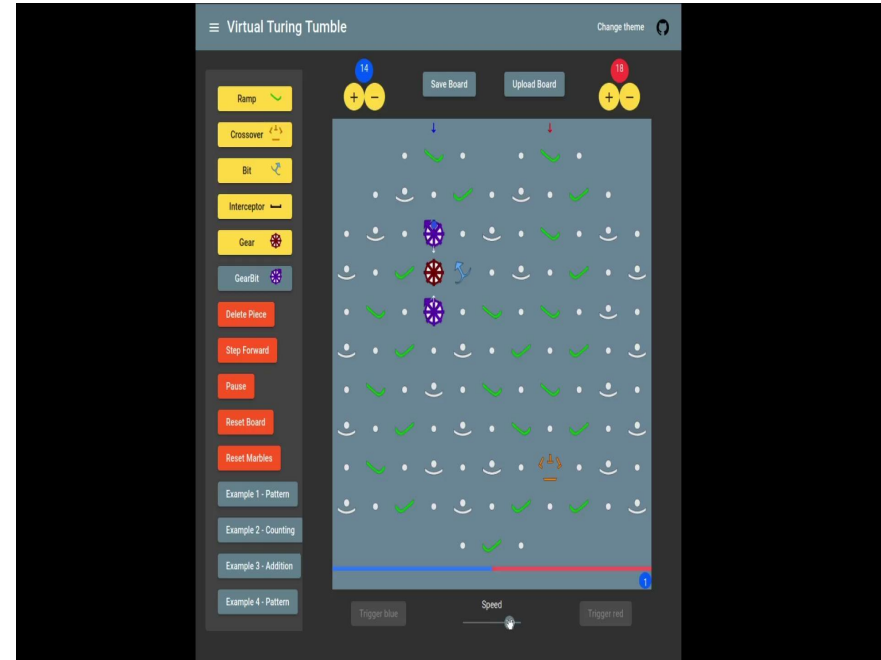 Virtual Turing Tumble
Change theme
14
18
+
−
Save Board
Upload Board
+
−
Ramp
Crossover
Bit
Interceptor
Gear
GearBit
Delete Piece
Step Forward
Pause
Reset Board
Reset Marbles
Example 1 - Pattern
Example 2 - Counting
Example 3 - Addition
Example 4 - Pattern
1
Trigger blue
Speed
Trigger red